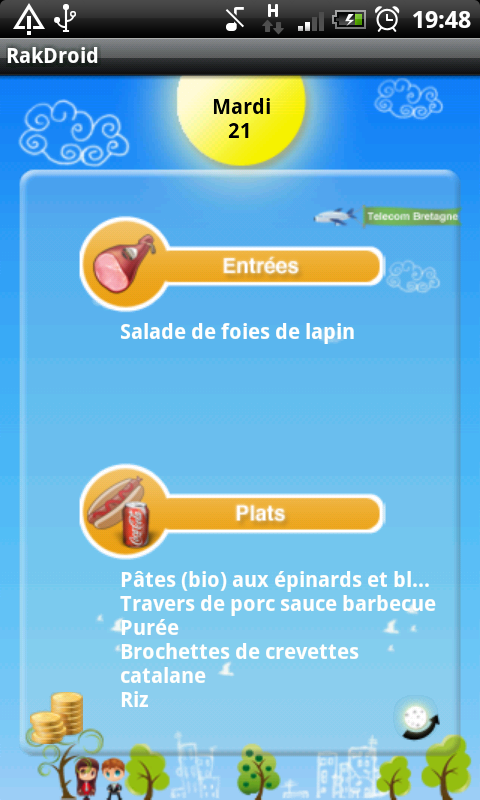 H
19:48
RakDroid
Mardi
21
Telecom Bretagne
Entrées
Salade de foies de lapin
Plats
Pâtes (bio) aux épinards et bl...
Travers de porc sauce barbecue
Purée
Brochettes de crevettes
catalane
Riz